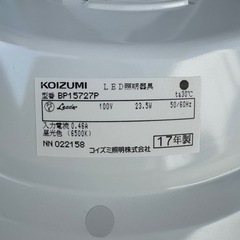 KOIZUMI LED照明器具
型番 BP15727P ta30℃
100V 23.5W 50/60Hz
入力電流 0.46A
昼光色 (6500K)
NN 022158 17年製
コイズミ照明株式会社